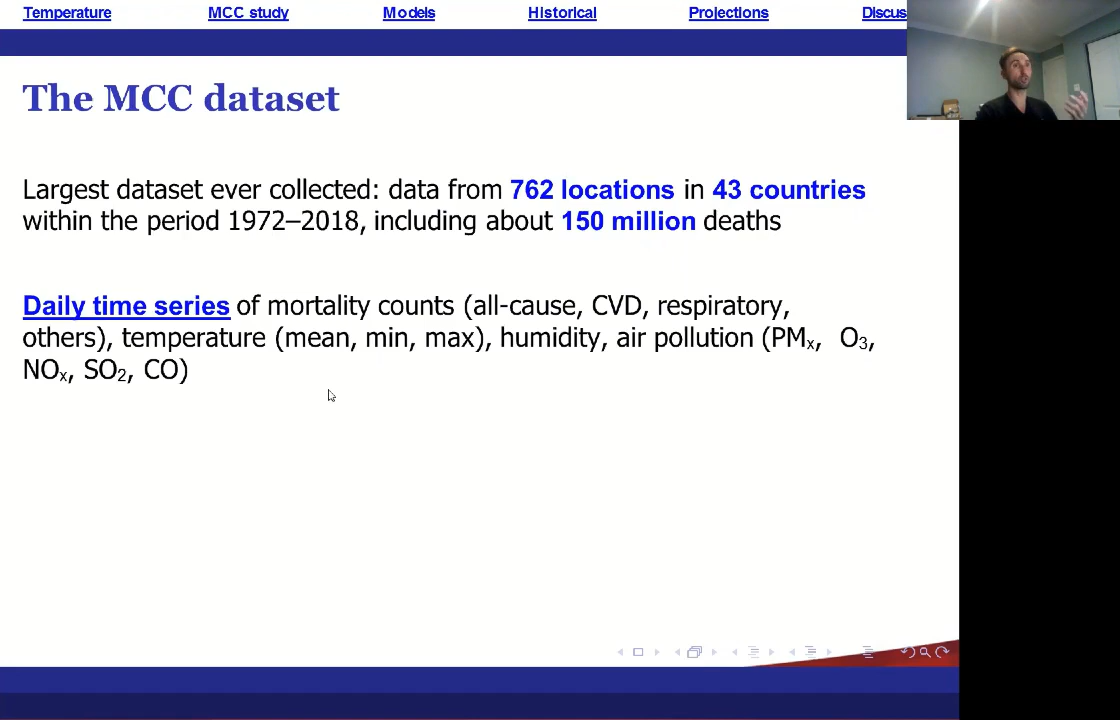 Temperature MCC study Models Historical Projections Discus
The MCC dataset
Largest dataset ever collected: data from 762 locations in 43 countries
within the period 1972–2018, including about 150 million deaths
Daily time series of mortality counts (all-cause, CVD, respiratory,
others), temperature (mean, min, max), humidity, air pollution (PMx, O3,
NOx, SO2, CO)